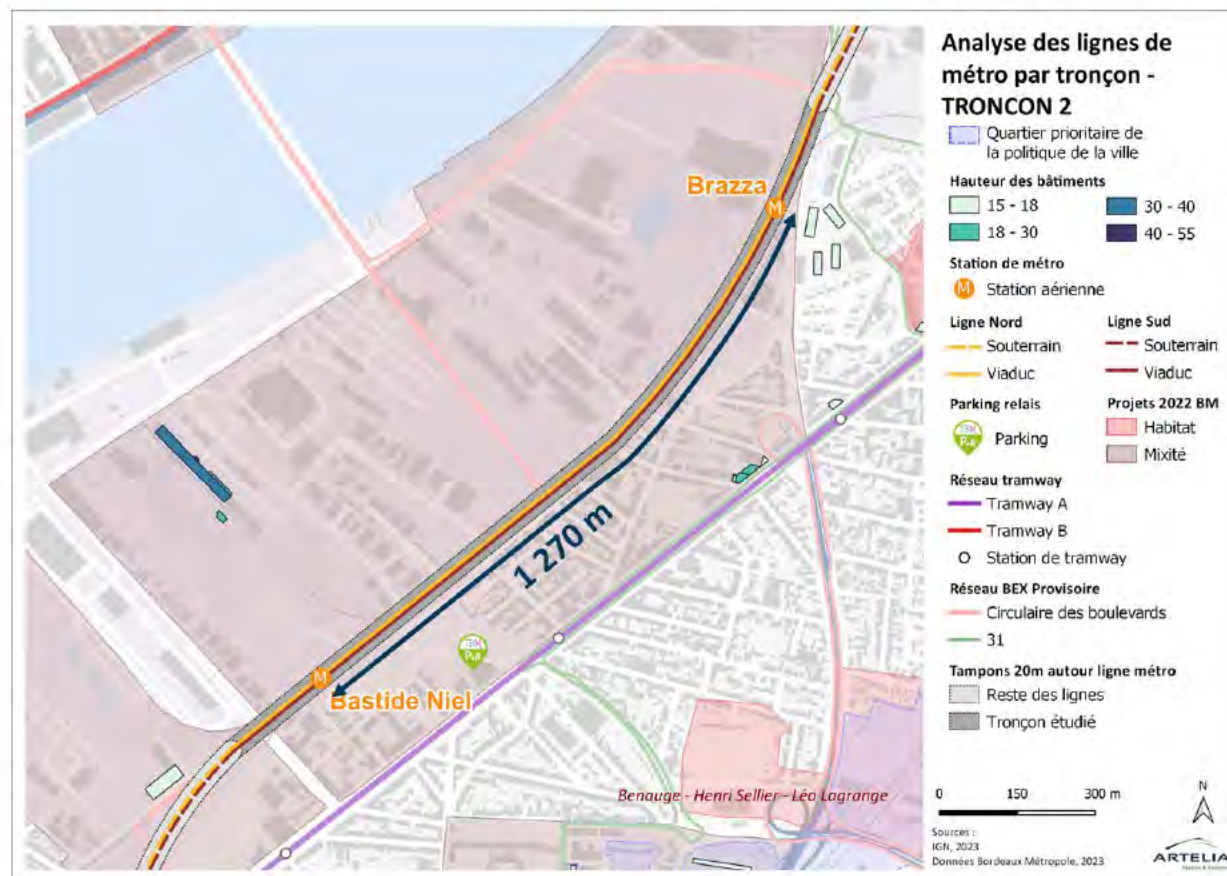 Analyse des lignes de
métro par tronçon -
TRONCON 2
Quartier prioritaire de
la politique de la ville
Hauteur des bâtiments
15 - 18
30 - 40
18 - 30
40 - 55
Station de métro
M Station aérienne
Ligne Nord
Ligne Sud
Souterrain
Souterrain
Viaduc
Viaduc
Parking relais
Projets 2022 BM
P+R Parking
Habitat
Mixité
Réseau tramway
Tramway A
Tramway B
Station de tramway
Réseau BEX Provisoire
Circulaire des boulevards
31
Tampons 20m autour ligne métro
Reste des lignes
Tronçon étudié
0 150 300 m
N
Sources :
IGN, 2023
Données Bordeaux Métropole, 2023
ARTELIA
Brazza
M
1 270 m
M
Bastide Niel
P+R
Benauge - Henri Sellier - Léo Lagrange